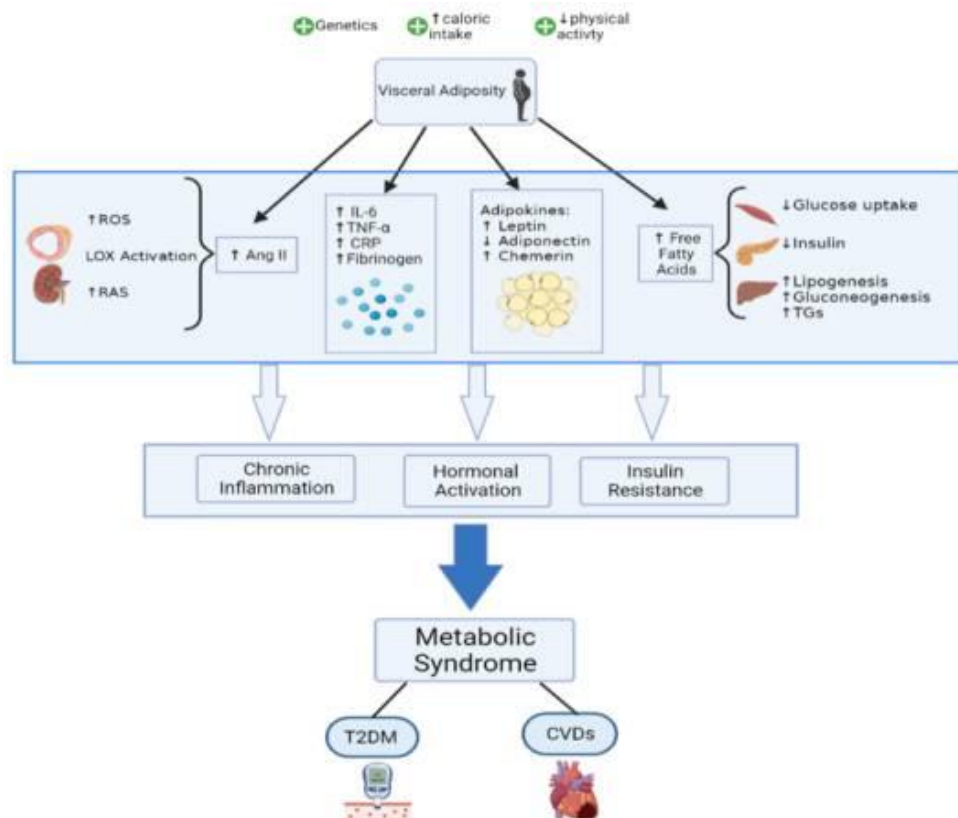 Genetics
↑ caloric
intake
↓ physical
activty
Visceral Adiposity
↑ROS
LOX Activation
↑RAS
↑ Ang II
↑ IL-6
↑TNF-α
↑ CRP
↑Fibrinogen
Adipokines:
↑ Leptin
↓ Adiponectin
↑ Chemerin
↑ Free
Fatty
Acids
↓Glucose uptake
↓Insulin
↑Lipogenesis
↑Gluconeogenesis
↑TGs
Chronic
Inflammation
Hormonal
Activation
Insulin
Resistance
Metabolic
Syndrome
T2DM
CVDs